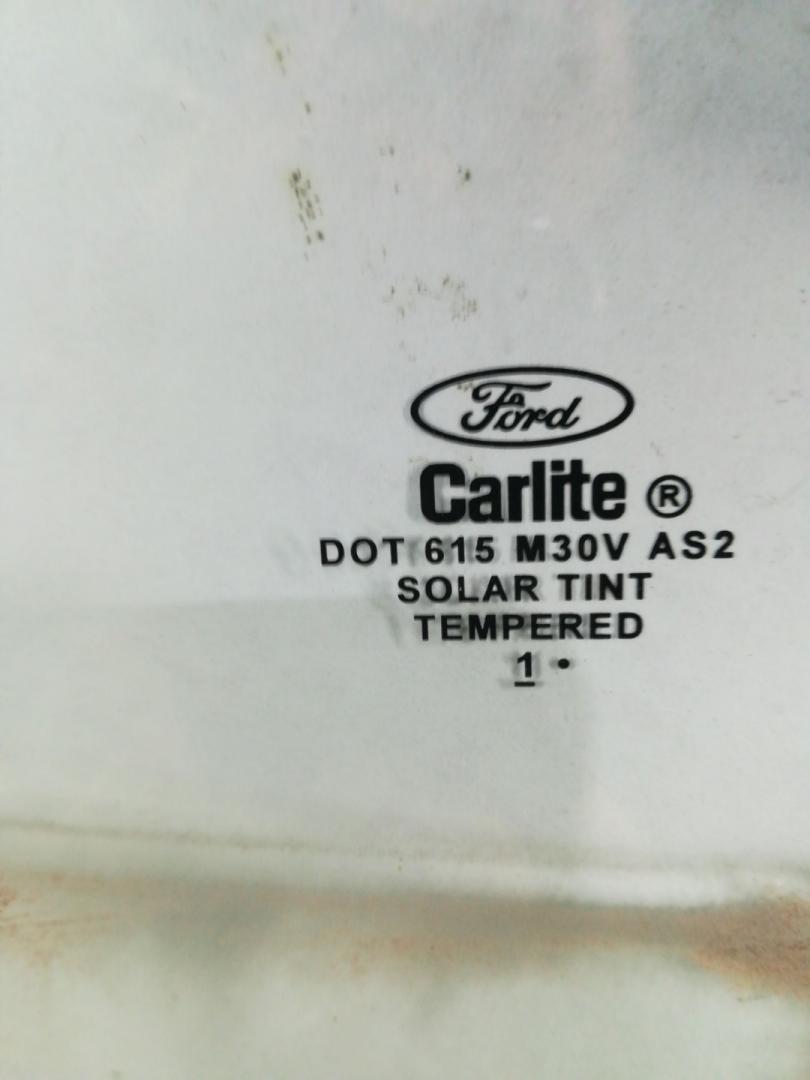 Ford
Carlite ®
DOT 615 M30V AS2
SOLAR TINT
TEMPERED
1 •